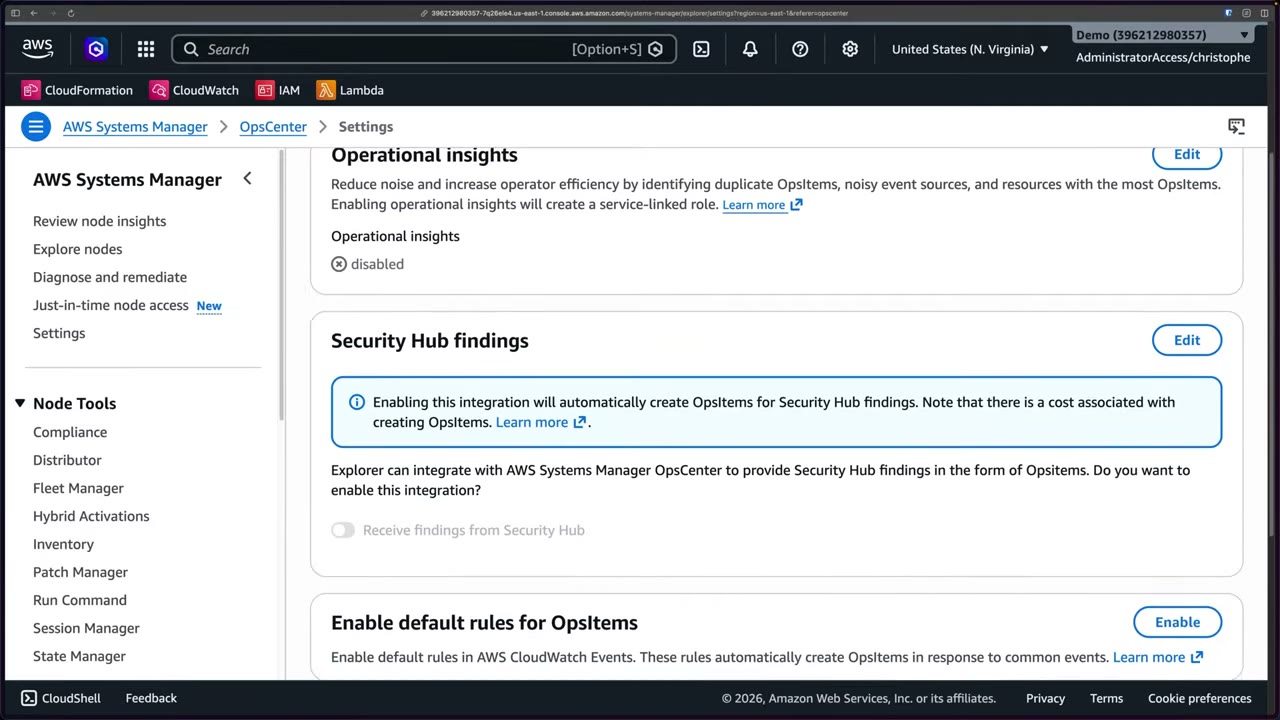 396212980357-7q26ele4.us-east-1.console.aws.amazon.com/systems-manager/explorer/settings?region=us-east-1&referer=opscenter
aws
Search
[Option+S]
United States (N. Virginia)
Demo (396212980357)
AdministratorAccess/christophe
CloudFormation
CloudWatch
IAM
Lambda
AWS Systems Manager
OpsCenter
Settings
AWS Systems Manager
Review node insights
Explore nodes
Diagnose and remediate
Just-in-time node access New
Settings
Node Tools
Compliance
Distributor
Fleet Manager
Hybrid Activations
Inventory
Patch Manager
Run Command
Session Manager
State Manager
Operational insights
Edit
Reduce noise and increase operator efficiency by identifying duplicate OpsItems, noisy event sources, and resources with the most OpsItems.
Enabling operational insights will create a service-linked role. Learn more
Operational insights
disabled
Security Hub findings
Edit
Enabling this integration will automatically create OpsItems for Security Hub findings. Note that there is a cost associated with
creating OpsItems. Learn more .
Explorer can integrate with AWS Systems Manager OpsCenter to provide Security Hub findings in the form of Opsitems. Do you want to
enable this integration?
Receive findings from Security Hub
Enable default rules for OpsItems
Enable
Enable default rules in AWS CloudWatch Events. These rules automatically create OpsItems in response to common events. Learn more
CloudShell
Feedback
© 2026, Amazon Web Services, Inc. or its affiliates.
Privacy
Terms
Cookie preferences